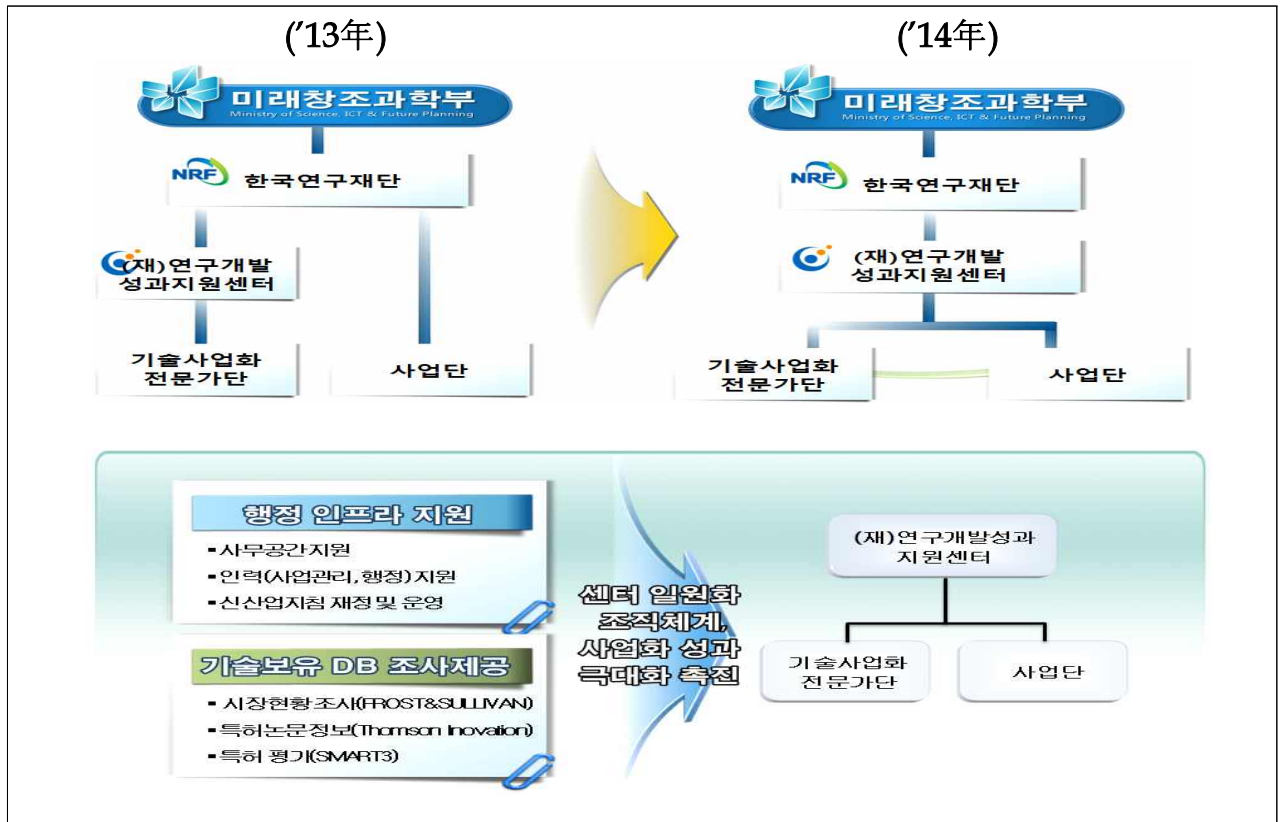 ('13年)
미래창조과학부
Ministry of Science, ICT & Future Planning
NRF 한국연구재단
(재)연구개발
성과지원센터
기술사업화
전문가단
사업단
('14年)
미래창조과학부
Ministry of Science, ICT & Future Planning
NRF 한국연구재단
(재)연구개발
성과지원센터
기술사업화
전문가단
사업단
행정 인프라 지원
▪사무공간지원
▪인력(사업관리, 행정) 지원
▪신산업지침 재정 및 운영
기술보유 DB 조사제공
▪ 시장현황 조사(FROST&SULLIVAN)
▪특허논문정보(Thomson Inovation)
▪특허 평가(SMART3)
센터 일원화
조직체계,
사업화 성과
극대화 촉진
(재)연구개발성과
지원센터
기술사업화
전문가단
사업단